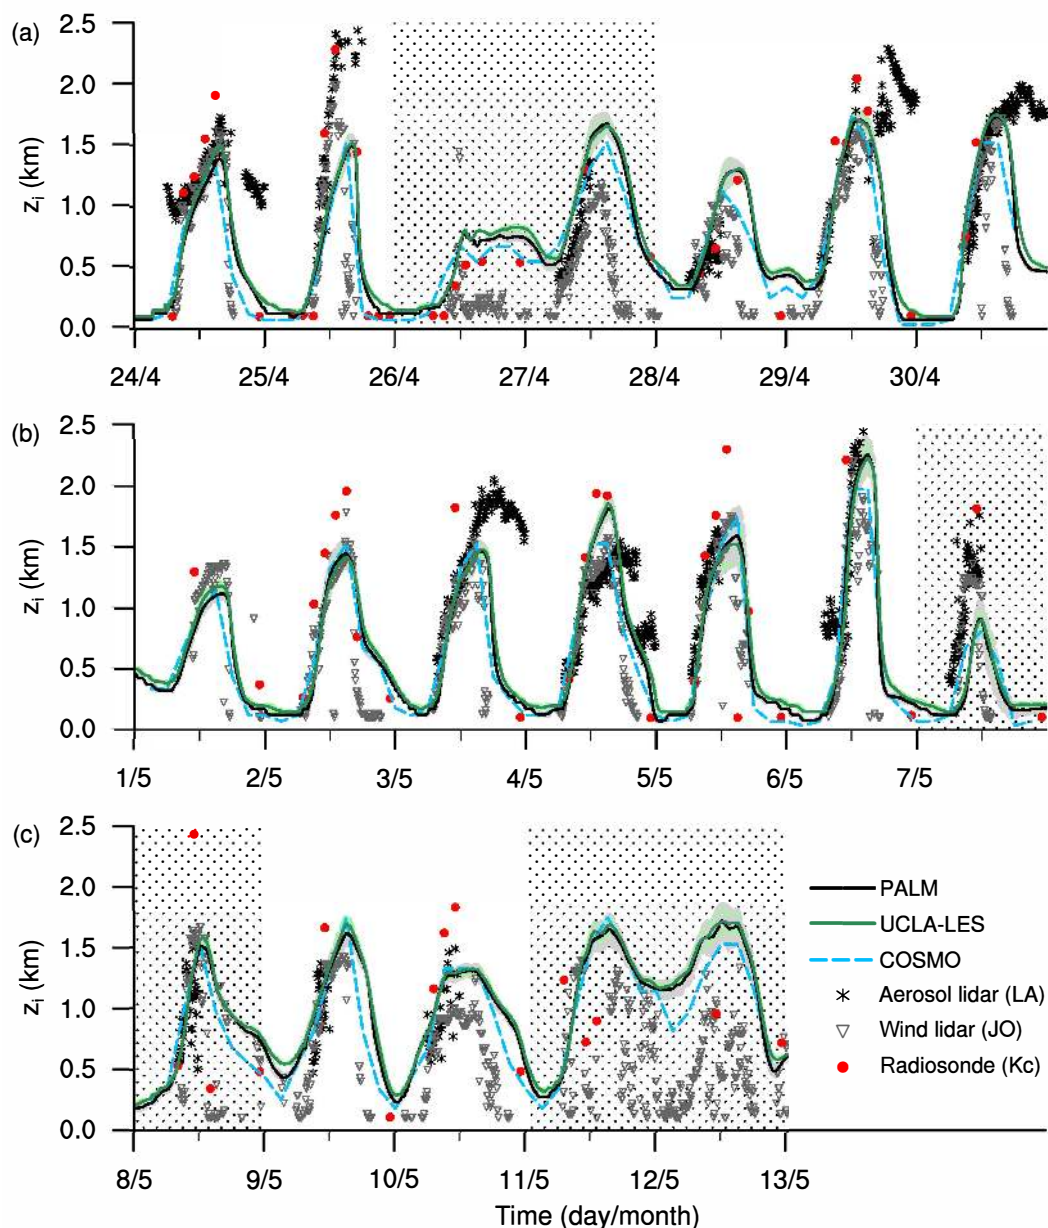 (a)
2.5
2.0
1.5
1.0
0.5
0.0
zi (km)
24/4 25/4 26/4 27/4 28/4 29/4 30/4
(b)
2.5
2.0
1.5
1.0
0.5
0.0
zi (km)
1/5 2/5 3/5 4/5 5/5 6/5 7/5
(c)
2.5
2.0
1.5
1.0
0.5
0.0
zi (km)
PALM
UCLA-LES
COSMO
Aerosol lidar (LA)
Wind lidar (JO)
Radiosonde (Kc)
8/5 9/5 10/5 11/5 12/5 13/5
Time (day/month)